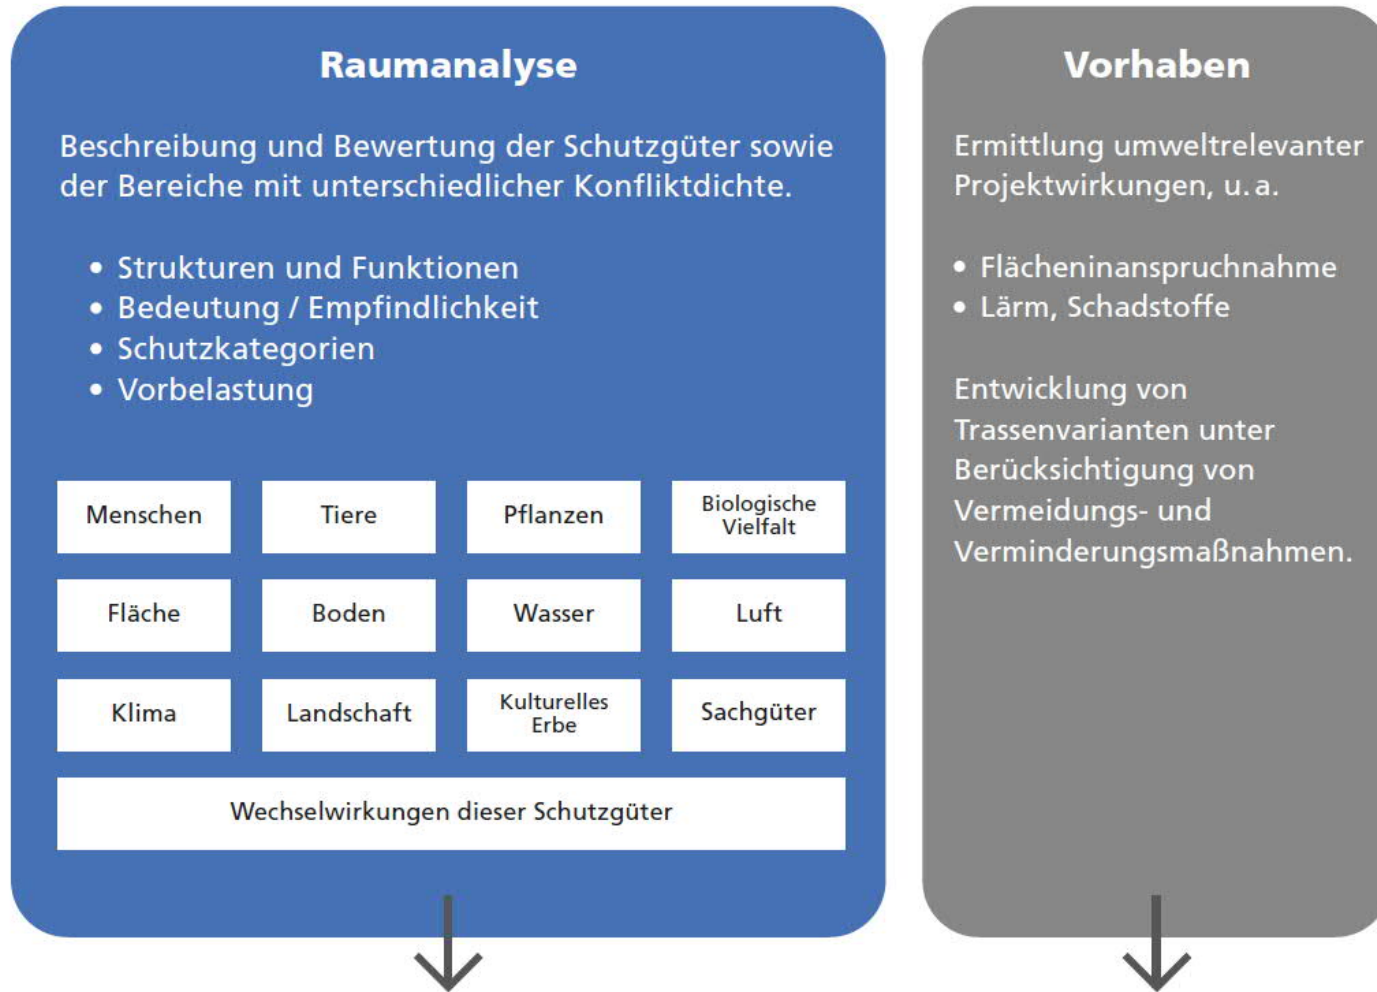 Raumanalyse
Beschreibung und Bewertung der Schutzgüter sowie
der Bereiche mit unterschiedlicher Konfliktdichte.
• Strukturen und Funktionen
• Bedeutung / Empfindlichkeit
• Schutzkategorien
• Vorbelastung
Menschen
Tiere
Pflanzen
Biologische
Vielfalt
Fläche
Boden
Wasser
Luft
Klima
Landschaft
Kulturelles
Erbe
Sachgüter
Wechselwirkungen dieser Schutzgüter
Vorhaben
Ermittlung umweltrelevanter
Projektwirkungen, u. a.
• Flächeninanspruchnahme
• Lärm, Schadstoffe
Entwicklung von
Trassenvarianten unter
Berücksichtigung von
Vermeidungs- und
Verminderungsmaßnahmen.